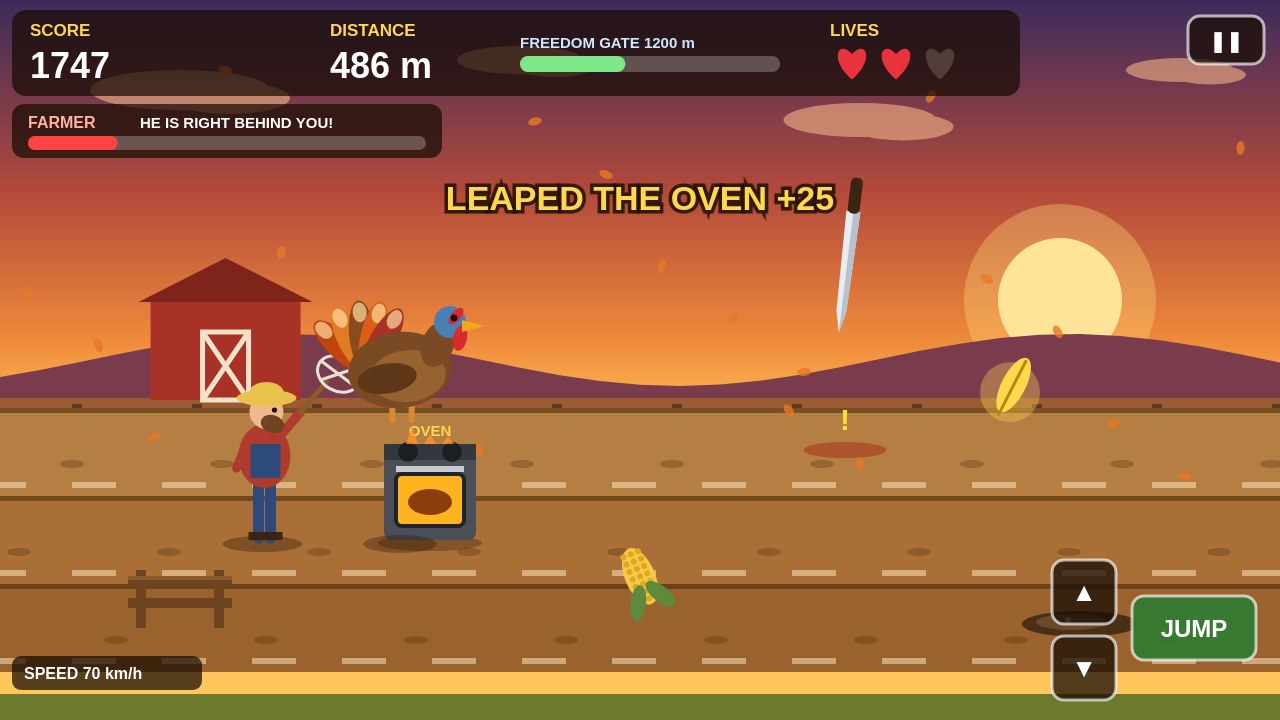 SCORE
1747
DISTANCE
486 m
FREEDOM GATE 1200 m
LIVES
FARMER
HE IS RIGHT BEHIND YOU!
LEAPED THE OVEN +25
!
OVEN
JUMP
SPEED 70 km/h